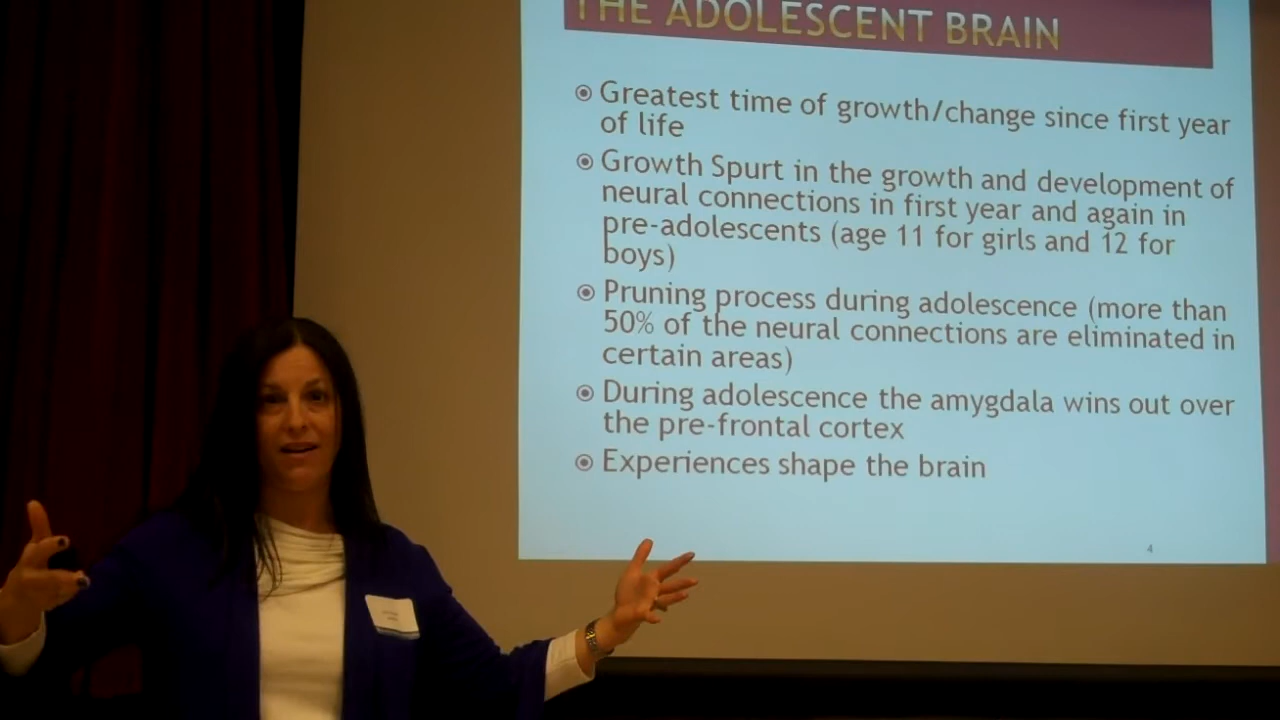 THE ADOLESCENT BRAIN
Greatest time of growth/change since first year
of life
Growth Spurt in the growth and development of
neural connections in first year and again in
pre-adolescents (age 11 for girls and 12 for
boys)
Pruning process during adolescence (more than
50% of the neural connections are eliminated in
certain areas)
During adolescence the amygdala wins out over
the pre-frontal cortex
Experiences shape the brain
4